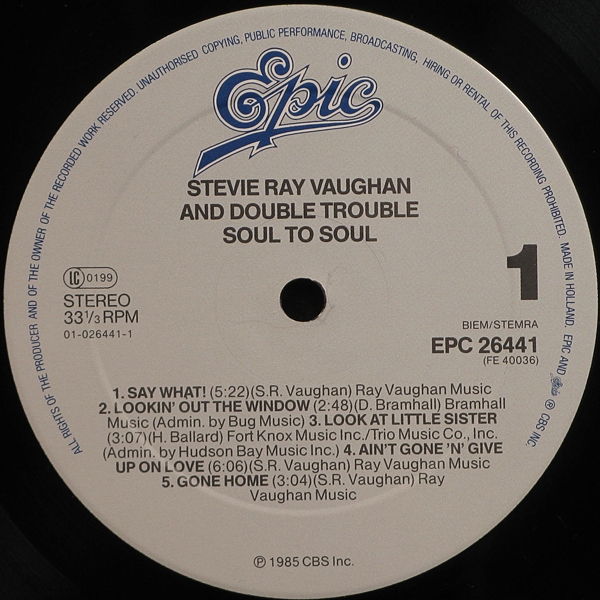 ALL RIGHTS OF THE PRODUCER AND OF THE OWNER OF THE RECORDED WORK RESERVED. UNAUTHORISED COPYING, PUBLIC PERFORMANCE, BROADCASTING, HIRING OR RENTAL OF THIS RECORDING PROHIBITED. MADE IN HOLLAND. EPIC AND Epic ® CBS INC.
Epic
STEVIE RAY VAUGHAN
AND DOUBLE TROUBLE
SOUL TO SOUL
1
LC 0199
STEREO
33 1/3 RPM
01-026441-1
BIEM/STEMRA
EPC 26441
(FE 40036)
1. SAY WHAT! (5:22)(S.R. Vaughan) Ray Vaughan Music
2. LOOKIN' OUT THE WINDOW (2:48)(D. Bramhall) Bramhall
Music (Admin. by Bug Music) 3. LOOK AT LITTLE SISTER
(3:07)(H. Ballard) Fort Knox Music Inc./Trio Music Co., Inc.
(Admin. by Hudson Bay Music Inc.) 4. AIN'T GONE 'N' GIVE
UP ON LOVE (6:06)(S.R. Vaughan) Ray Vaughan Music
5. GONE HOME (3:04)(S.R. Vaughan) Ray
Vaughan Music
℗ 1985 CBS Inc.